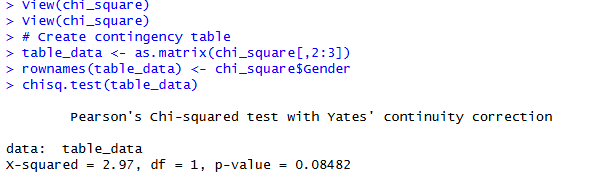 > View(chi_square)
> View(chi_square)
> # Create contingency table
> table_data <- as.matrix(chi_square[,2:3])
> rownames(table_data) <- chi_square$Gender
> chisq.test(table_data)
Pearson's Chi-squared test with Yates' continuity correction
data:  table_data
X-squared = 2.97, df = 1, p-value = 0.08482